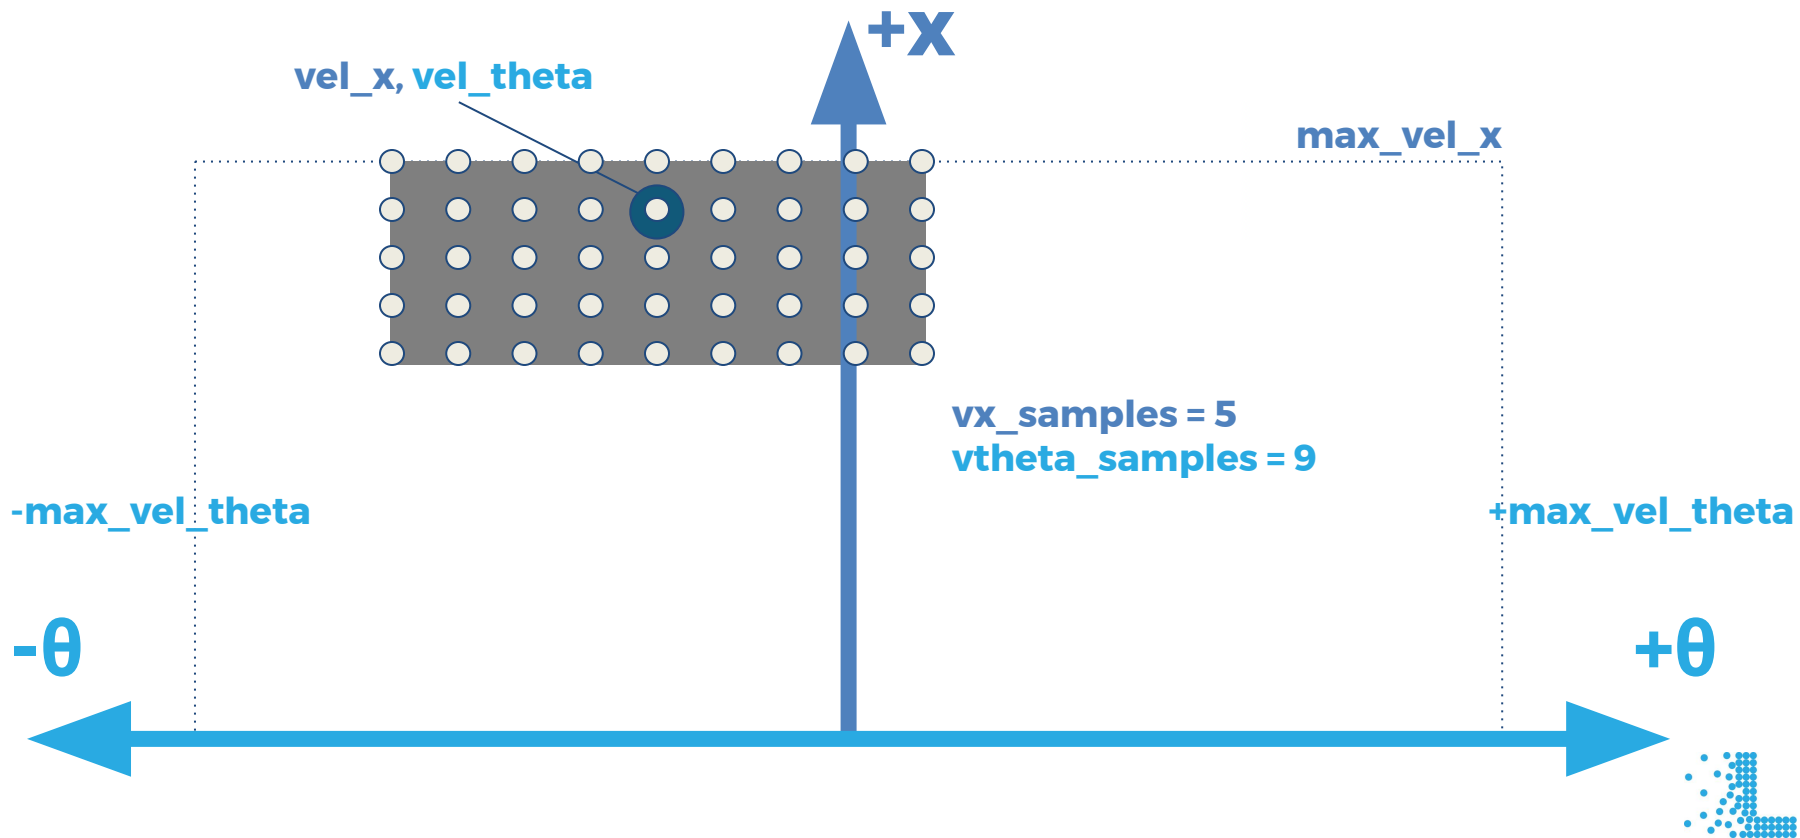 +x
vel_x, vel_theta
max_vel_x
vx_samples = 5
vtheta_samples = 9
-max_vel_theta
+max_vel_theta
-θ
+θ